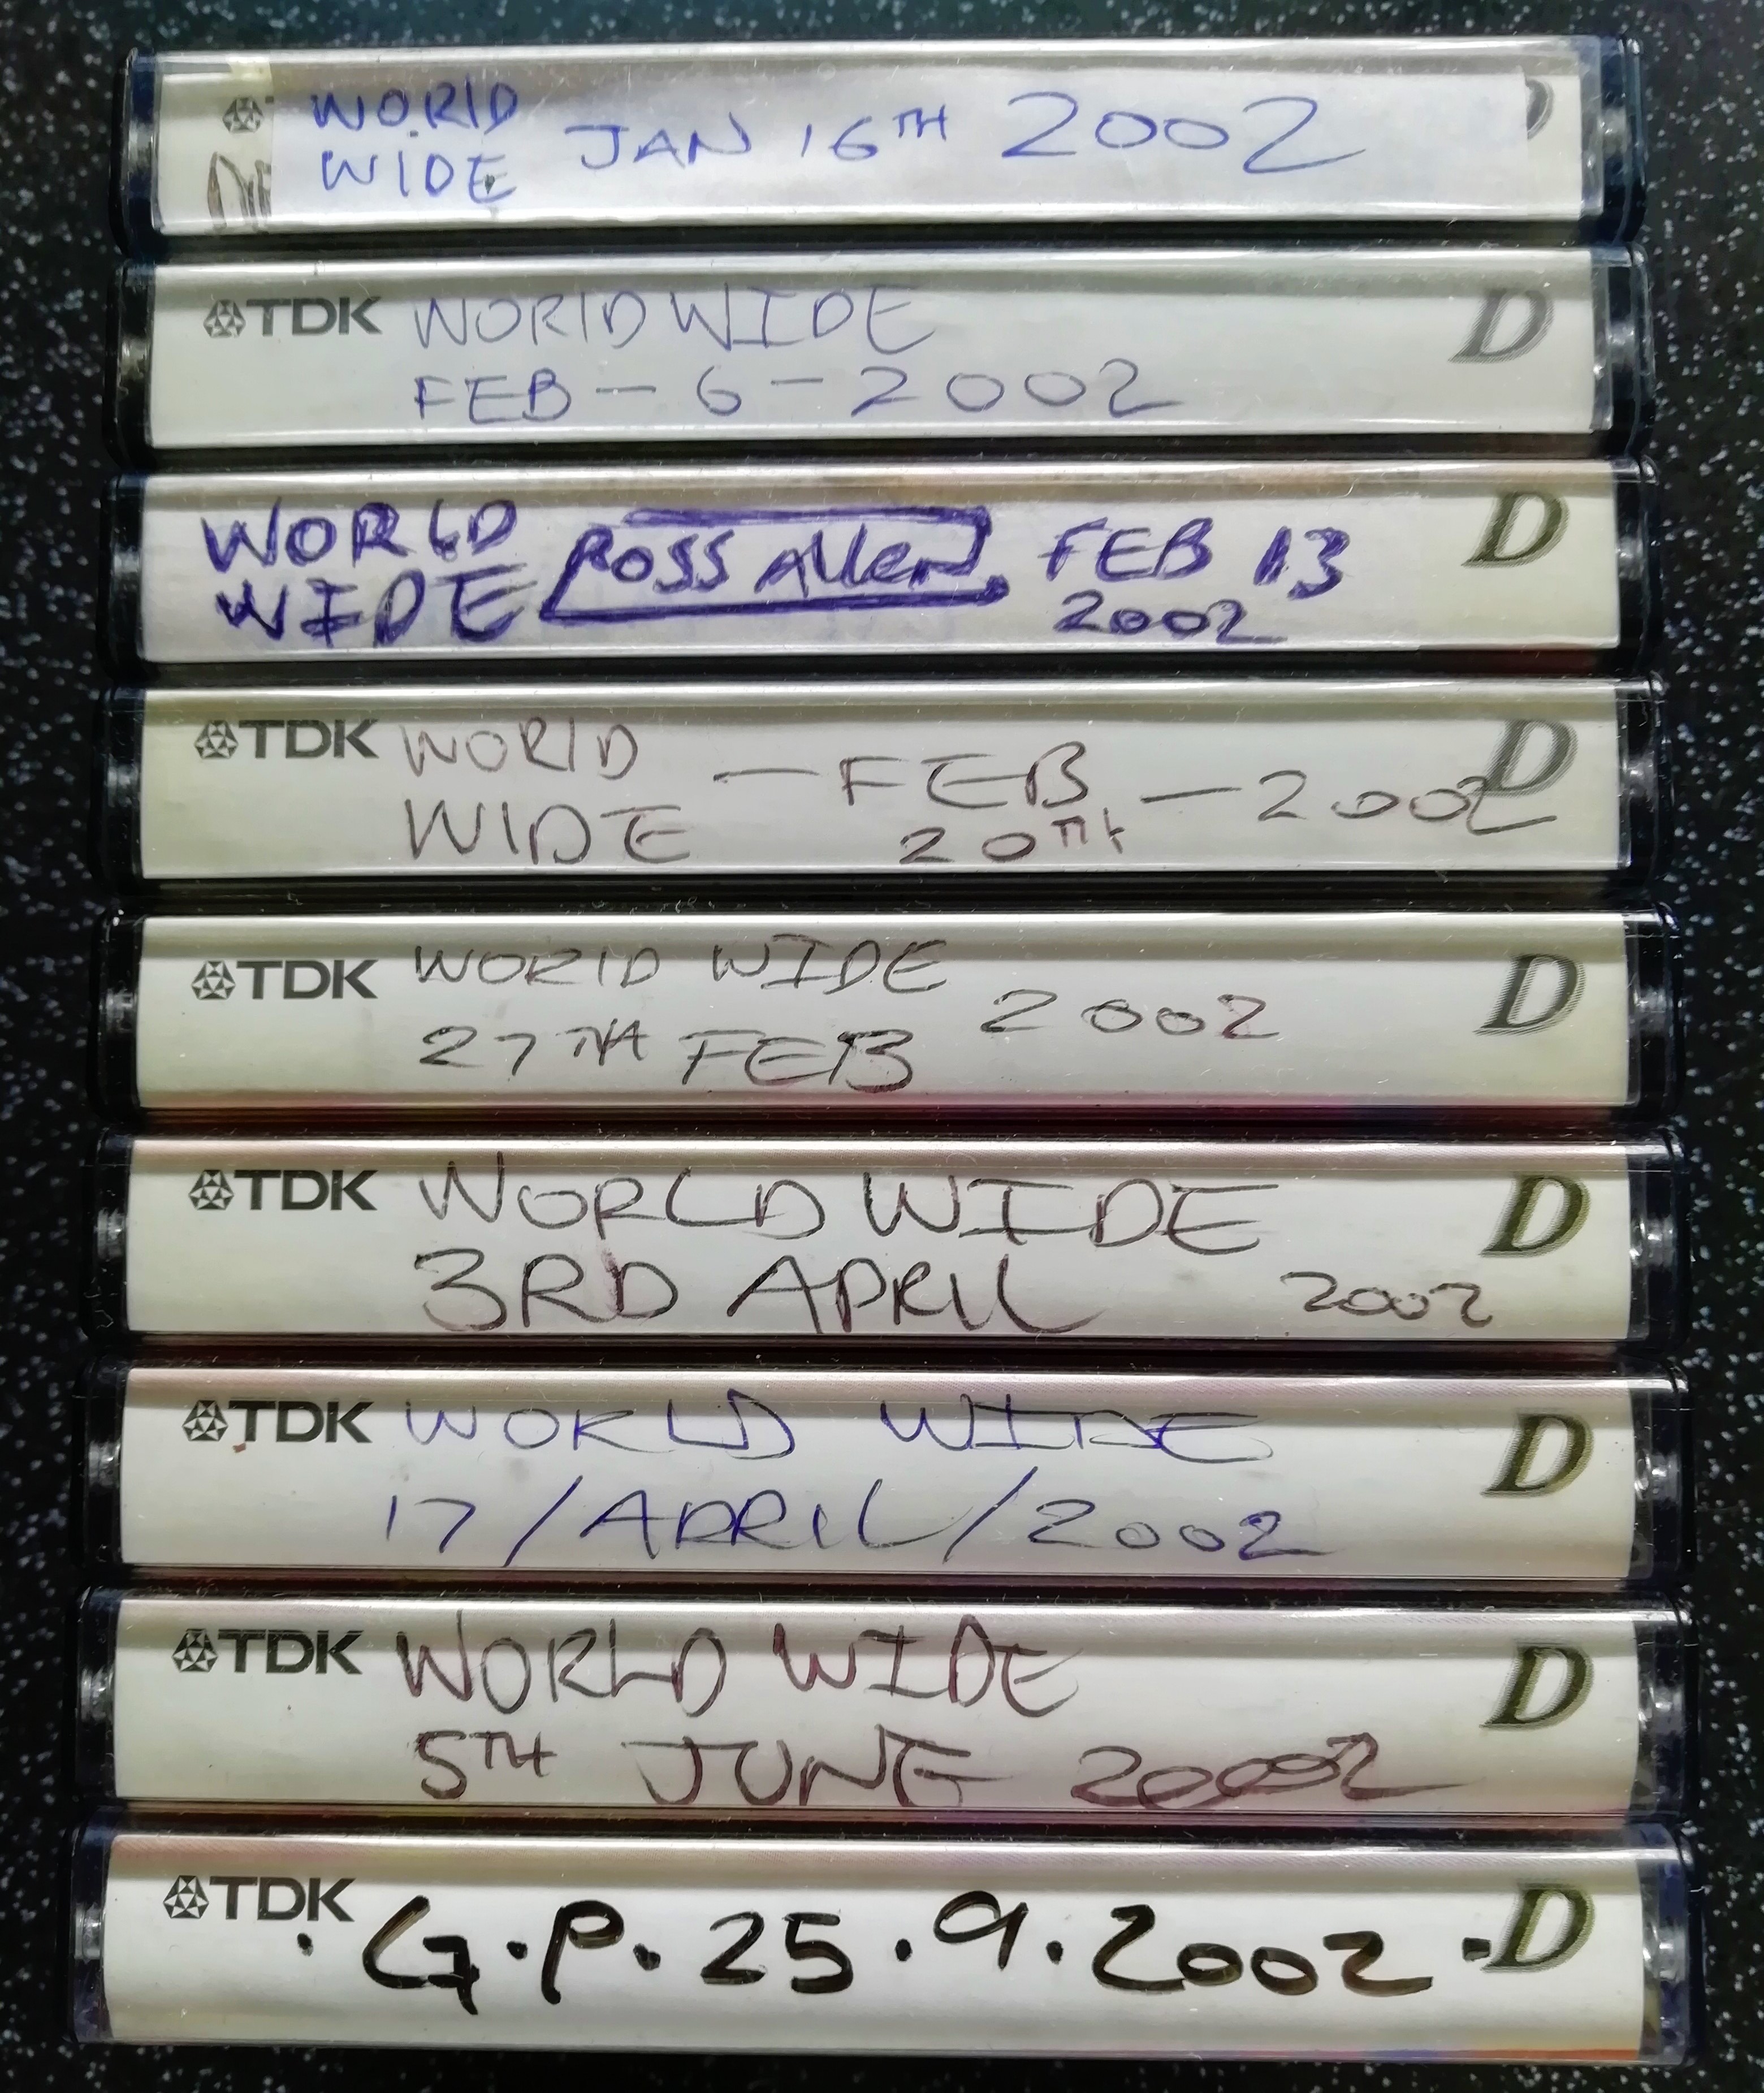 WORLD
WIDE JAN 16TH 2002
TDK WORLD WIDE D
FEB - 6 - 2002
WORLD
WIDE ROSS ALLEN FEB 13 D
2002
TDK WORLD
WIDE - FEB - 2002 D
20TH
TDK WORLD WIDE 2002 D
27TH FEB
TDK WORLD WIDE D
3RD APRIL 2002
TDK WORLD WIDE D
17/APRIL/2002
TDK WORLD WIDE D
5TH JUNE 2002
TDK . G.P. 25.9.2002. D